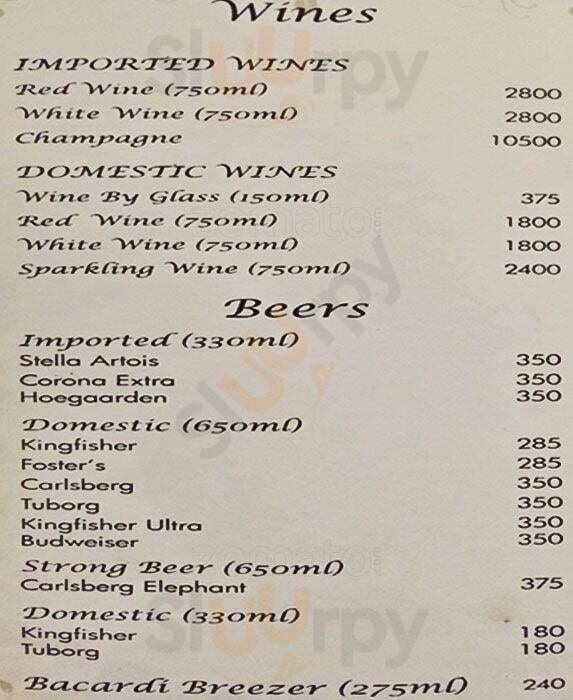 Wines
IMPORTED WINES
Red Wine (750ml) 2800
White Wine (750ml) 2800
Champagne 10500
DOMESTIC WINES
Wine By Glass (150ml) 375
Red Wine (750ml) 1800
White Wine (750ml) 1800
Sparkling Wine (750ml) 2400
Beers
Imported (330ml)
Stella Artois 350
Corona Extra 350
Hoegaarden 350
Domestic (650ml)
Kingfisher 285
Foster's 285
Carlsberg 350
Tuborg 350
Kingfisher Ultra 350
Budweiser 350
Strong Beer (650ml)
Carlsberg Elephant 375
Domestic (330ml)
Kingfisher 180
Tuborg 180
Bacardi Breezer (275ml) 240
sluurpy
sluurpy
sluurpy